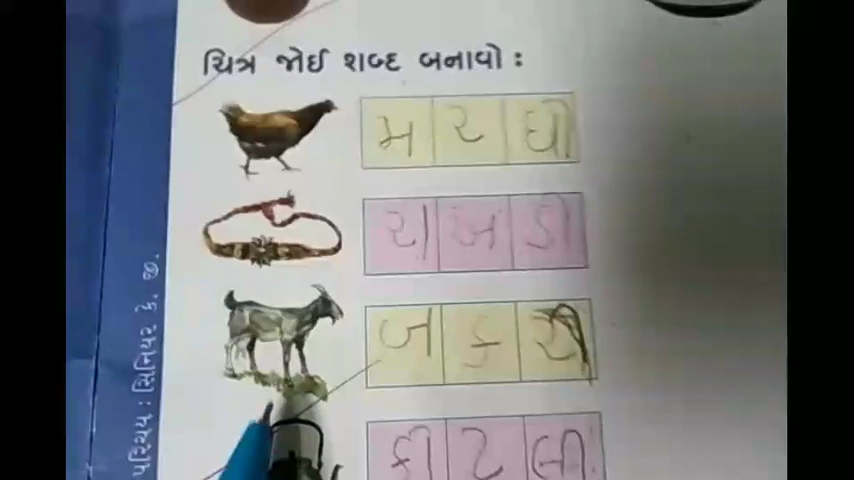 ચિત્ર જોઈ શબ્દ બનાવો :
મ ર ઘી
રા ખ ડી
બ ક રી
કી ટ લી
પરિચય : સિનિયર કે. જી.